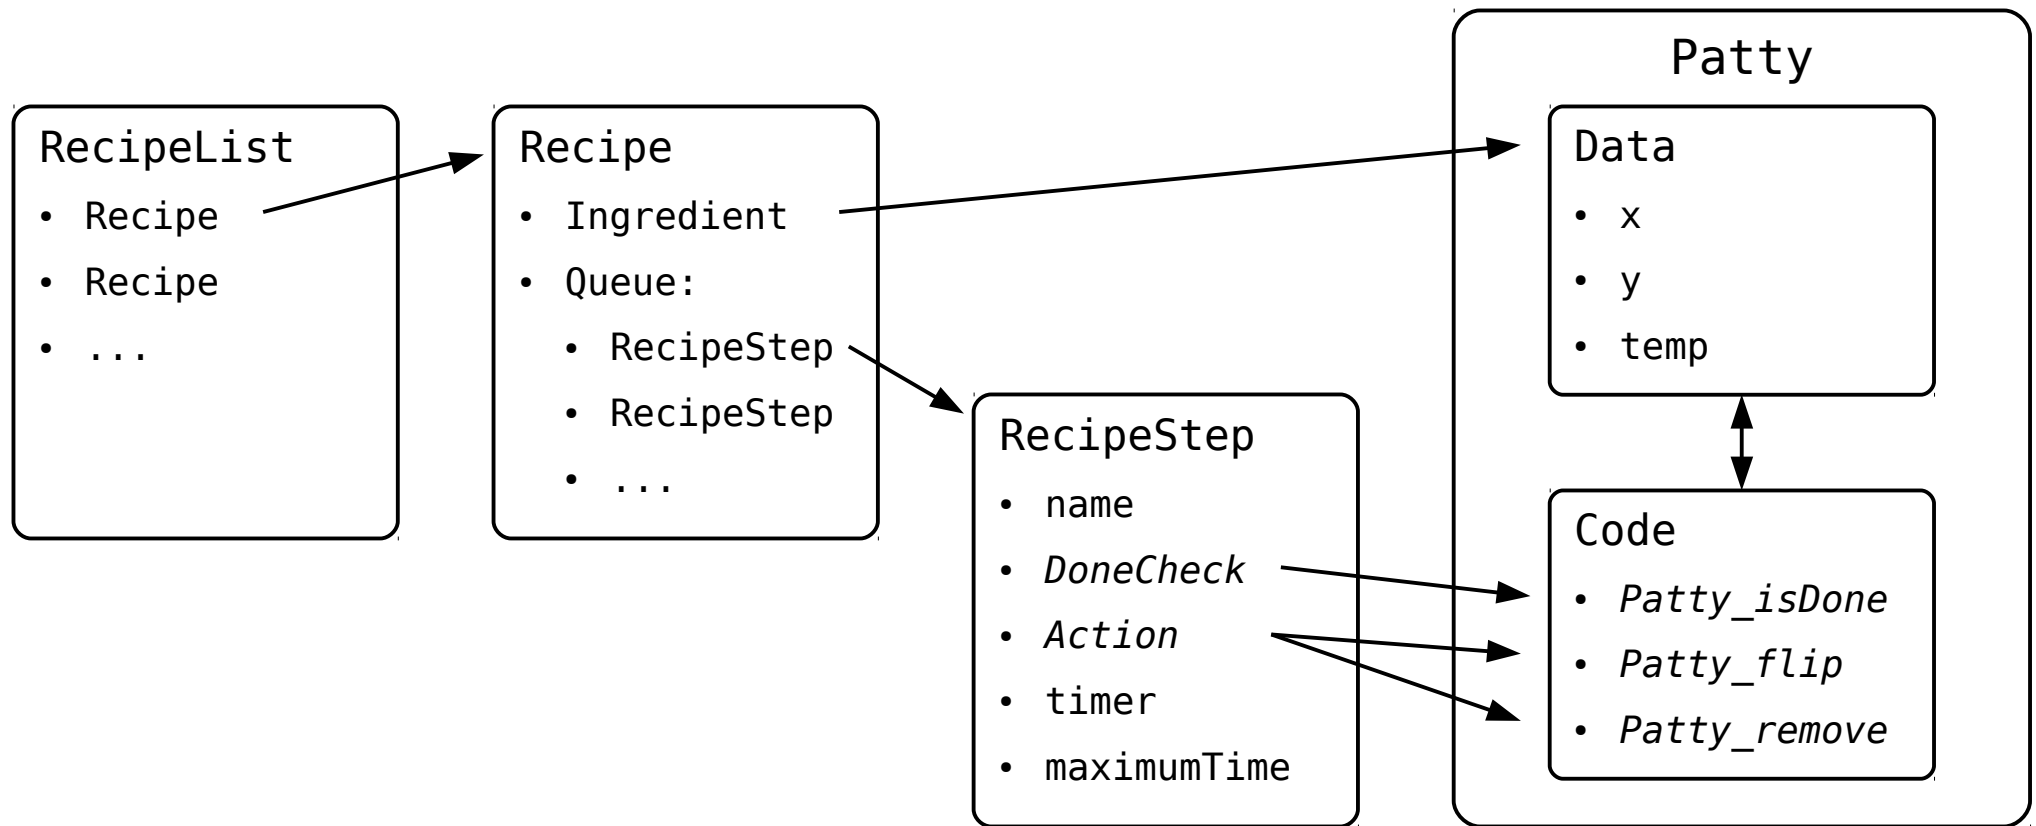 RecipeList
• Recipe
• Recipe
• ...
Recipe
• Ingredient
• Queue:
• RecipeStep
• RecipeStep
• ...
RecipeStep
• name
• DoneCheck
• Action
• timer
• maximumTime
Patty
Data
• x
• y
• temp
Code
• Patty_isDone
• Patty_flip
• Patty_remove